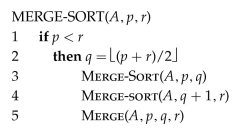 MERGE-SORT(A, p, r)
1 if p < r
2 then q = ⌊(p + r)/2⌋
3 MERGE-SORT(A, p, q)
4 MERGE-SORT(A, q + 1, r)
5 MERGE(A, p, q, r)